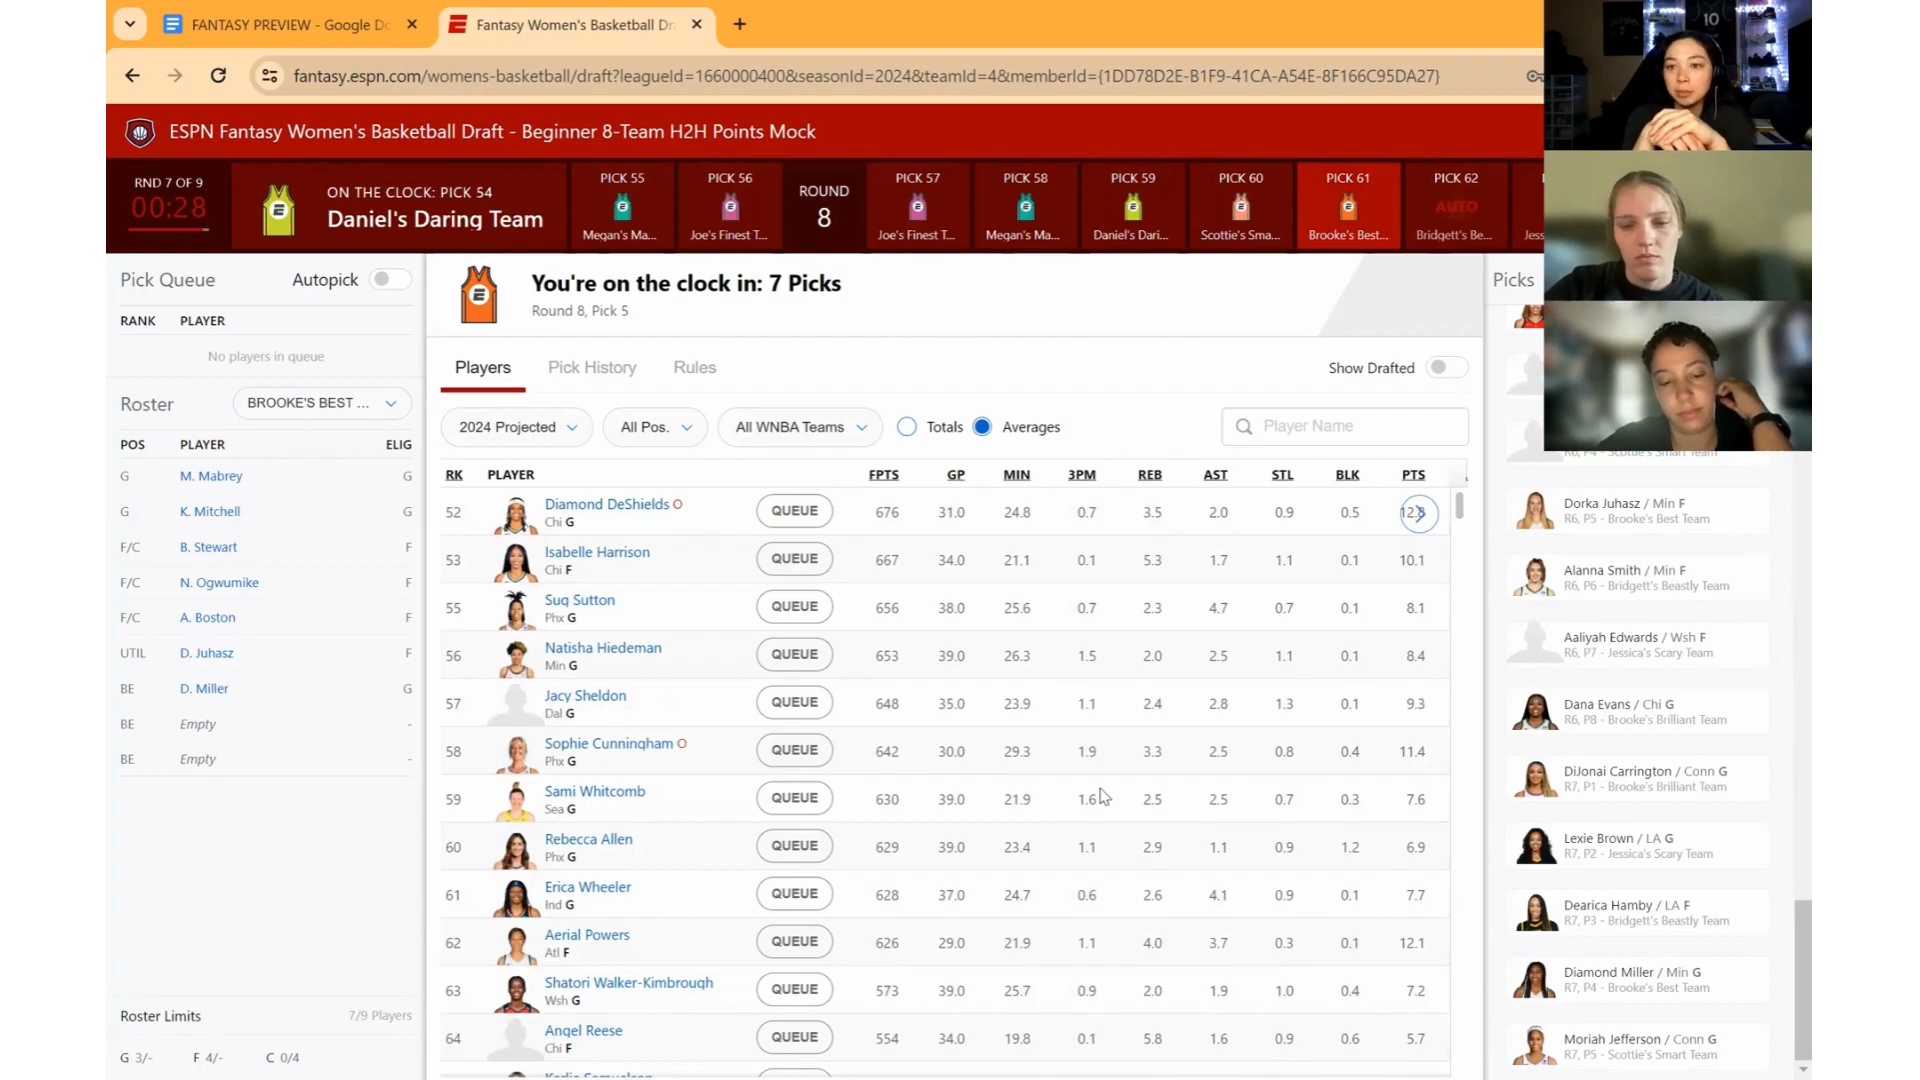 FANTASY PREVIEW - Google Do
Fantasy Women's Basketball Dr
fantasy.espn.com/womens-basketball/draft?leagueId=1660000400&seasonId=2024&teamId=4&memberId={1DD78D2E-B1F9-41CA-A54E-8F166C95DA27}
10
ESPN Fantasy Women's Basketball Draft - Beginner 8-Team H2H Points Mock
RND 7 OF 9
00:28
ON THE CLOCK: PICK 54
Daniel's Daring Team
PICK 55
Megan's Ma...
PICK 56
Joe's Finest T...
ROUND
8
PICK 57
Joe's Finest T...
PICK 58
Megan's Ma...
PICK 59
Daniel's Dari...
PICK 60
Scottie's Sma...
PICK 61
Brooke's Best...
PICK 62
AUTO
Bridgett's Be...
Jess
Pick Queue
Autopick
RANK PLAYER
No players in queue
Roster
BROOKE'S BEST ...
POS PLAYER ELIG
G M. Mabrey G
G K. Mitchell G
F/C B. Stewart F
F/C N. Ogwumike F
F/C A. Boston F
UTIL D. Juhasz F
BE D. Miller G
BE Empty -
BE Empty -
Roster Limits 7/9 Players
G 3/- F 4/- C 0/4
You're on the clock in: 7 Picks
Round 8, Pick 5
Players Pick History Rules
Show Drafted
2024 Projected All Pos. All WNBA Teams Totals Averages
Player Name
RK PLAYER FPTS GP MIN 3PM REB AST STL BLK PTS
52 Diamond DeShields O QUEUE 676 31.0 24.8 0.7 3.5 2.0 0.9 0.5 12.8
Chi G
53 Isabelle Harrison QUEUE 667 34.0 21.1 0.1 5.3 1.7 1.1 0.1 10.1
Chi F
55 Sug Sutton QUEUE 656 38.0 25.6 0.7 2.3 4.7 0.7 0.1 8.1
Phx G
56 Natisha Hiedeman QUEUE 653 39.0 26.3 1.5 2.0 2.5 1.1 0.1 8.4
Min G
57 Jacy Sheldon QUEUE 648 35.0 23.9 1.1 2.4 2.8 1.3 0.1 9.3
Dal G
58 Sophie Cunningham O QUEUE 642 30.0 29.3 1.9 3.3 2.5 0.8 0.4 11.4
Phx G
59 Sami Whitcomb QUEUE 630 39.0 21.9 1.6 2.5 2.5 0.7 0.3 7.6
Sea G
60 Rebecca Allen QUEUE 629 39.0 23.4 1.1 2.9 1.1 0.9 1.2 6.9
Phx G
61 Erica Wheeler QUEUE 628 37.0 24.7 0.6 2.6 4.1 0.9 0.1 7.7
Ind G
62 Aerial Powers QUEUE 626 29.0 21.9 1.1 4.0 3.7 0.3 0.1 12.1
Atl F
63 Shatori Walker-Kimbrough QUEUE 573 39.0 25.7 0.9 2.0 1.9 1.0 0.4 7.2
Wsh G
64 Angel Reese QUEUE 554 34.0 19.8 0.1 5.8 1.6 0.9 0.6 5.7
Chi F
Picks
R6, P4 - Scottie's Smart Team
Dorka Juhasz / Min F
R6, P5 - Brooke's Best Team
Alanna Smith / Min F
R6, P6 - Bridgett's Beastly Team
Aaliyah Edwards / Wsh F
R6, P7 - Jessica's Scary Team
Dana Evans / Chi G
R6, P8 - Brooke's Brilliant Team
DiJonai Carrington / Conn G
R7, P1 - Brooke's Brilliant Team
Lexie Brown / LA G
R7, P2 - Jessica's Scary Team
Dearica Hamby / LA F
R7, P3 - Bridgett's Beastly Team
Diamond Miller / Min G
R7, P4 - Brooke's Best Team
Moriah Jefferson / Conn G
R7, P5 - Scottie's Smart Team